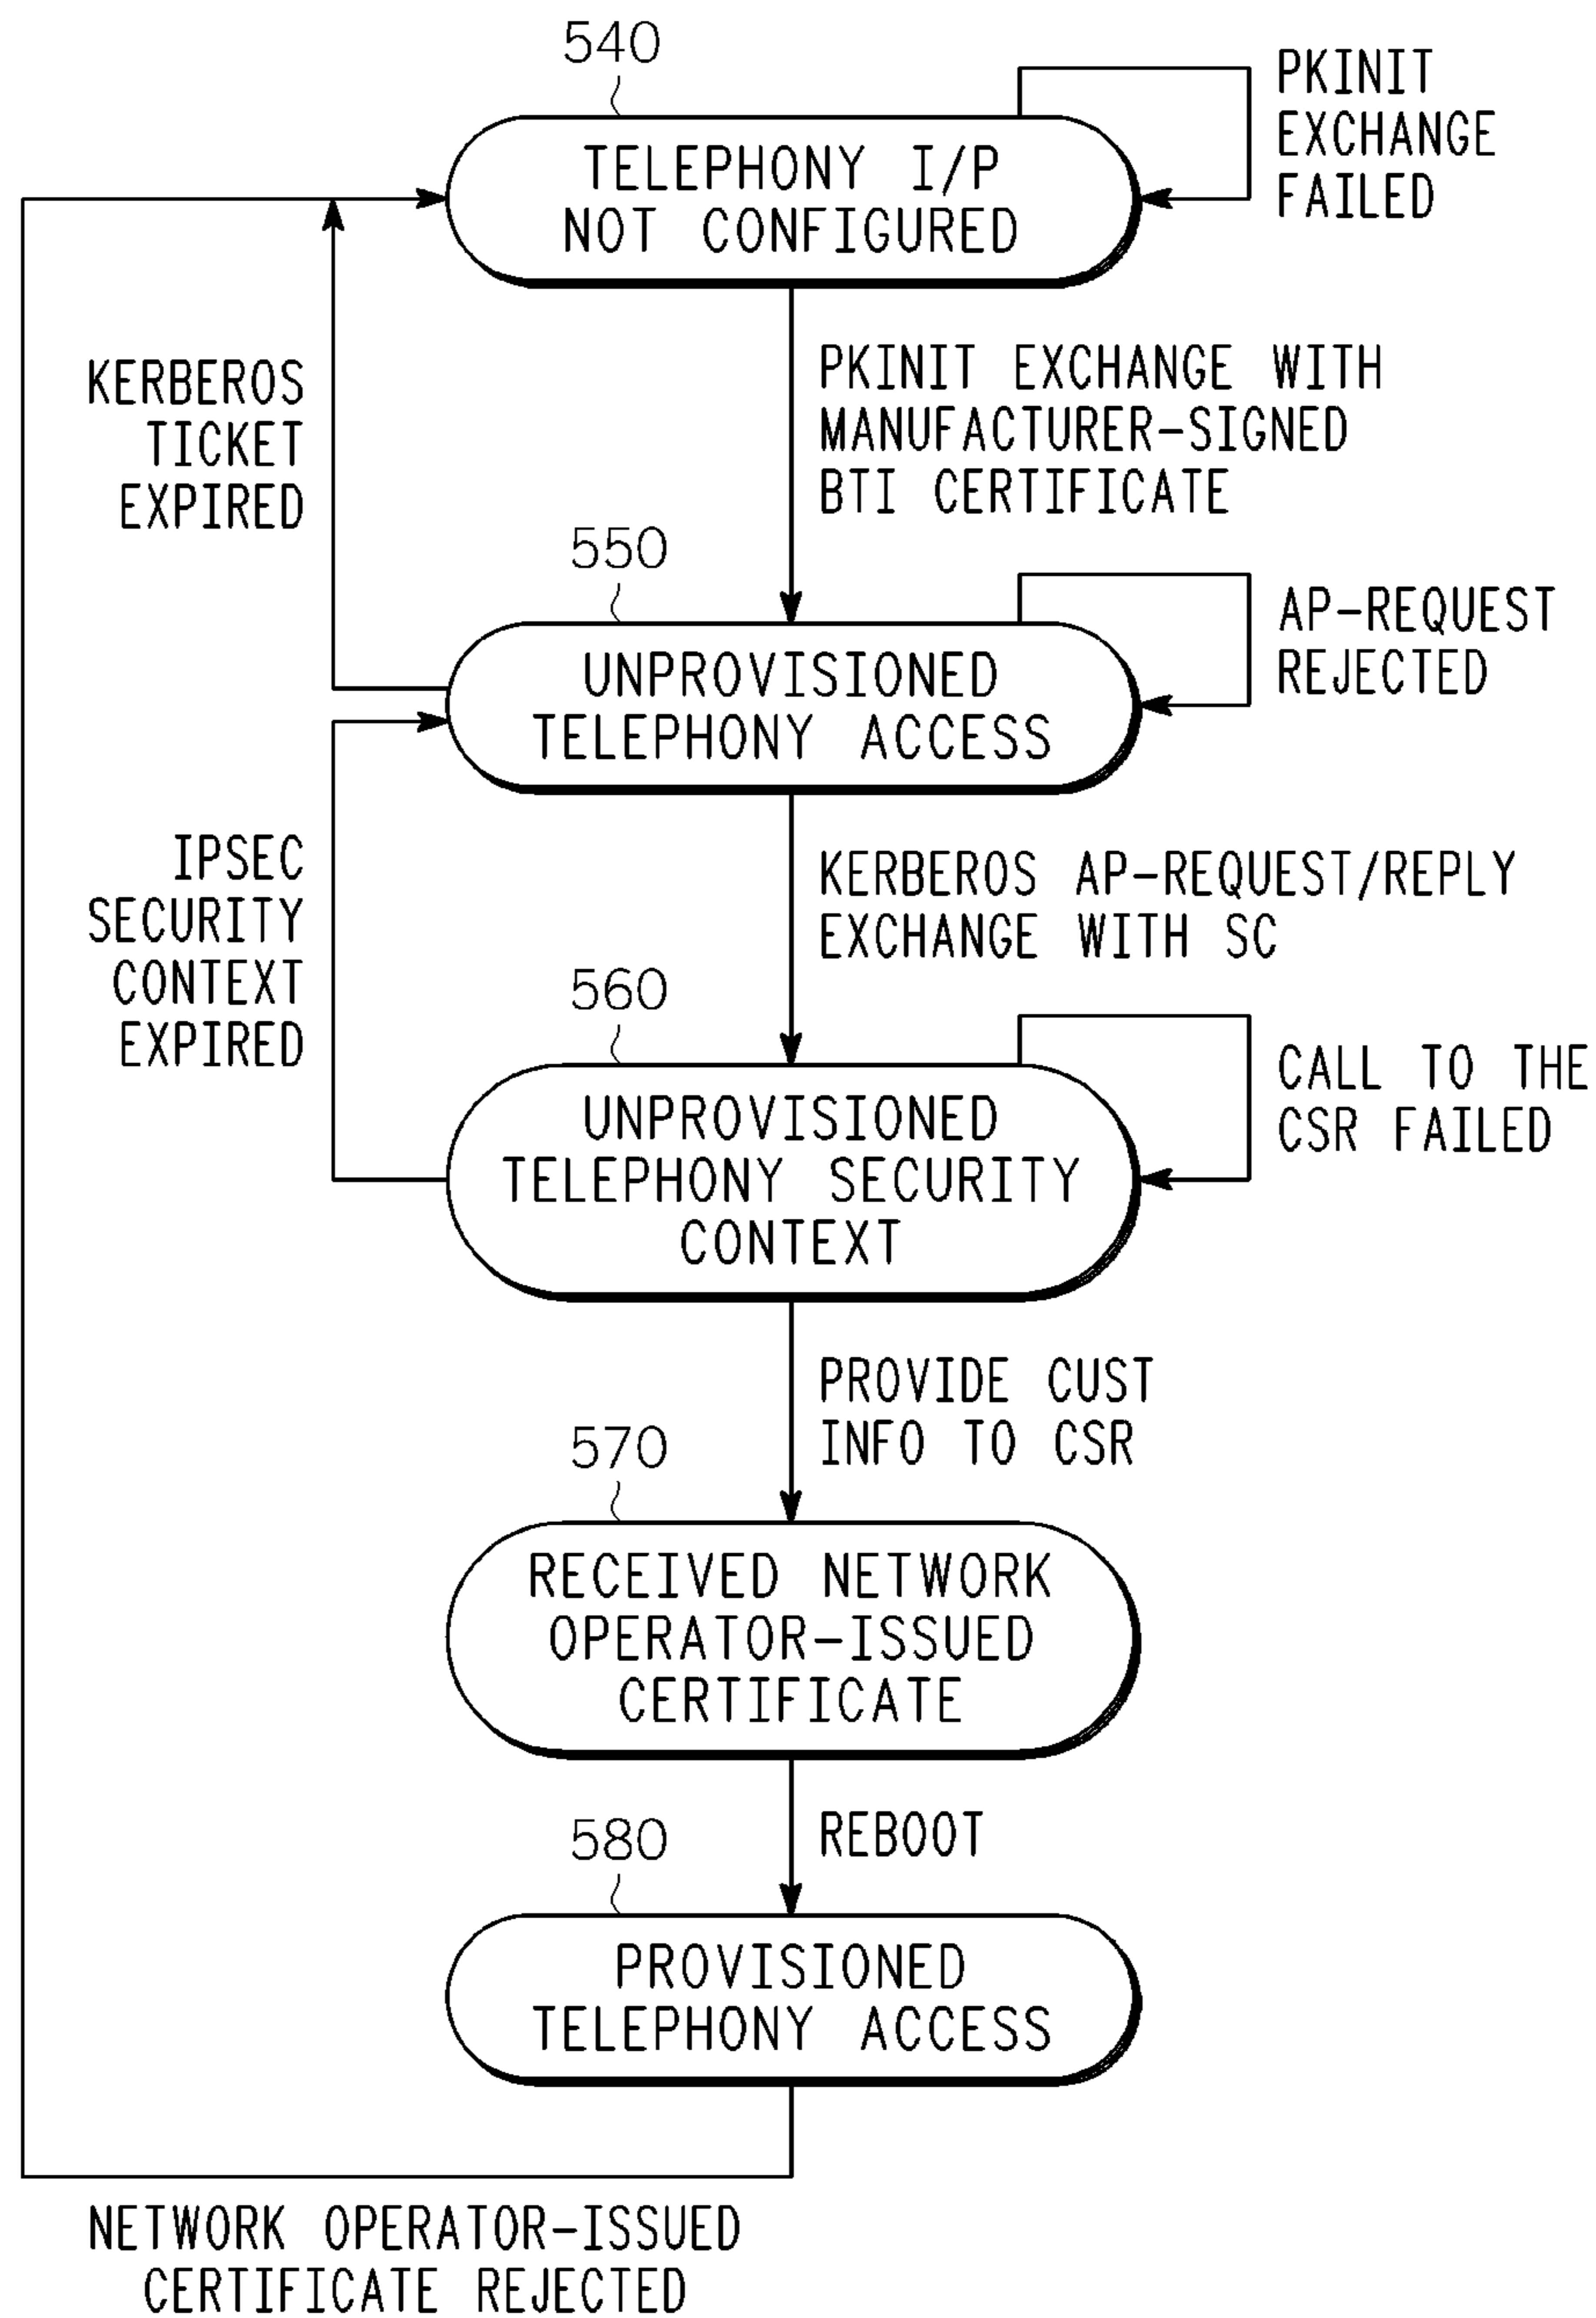 540
TELEPHONY I/P
NOT CONFIGURED
PKINIT
EXCHANGE
FAILED
KERBEROS
TICKET
EXPIRED
PKINIT EXCHANGE WITH
MANUFACTURER-SIGNED
BTI CERTIFICATE
550
UNPROVISIONED
TELEPHONY ACCESS
AP-REQUEST
REJECTED
IPSEC
SECURITY
CONTEXT
EXPIRED
KERBEROS AP-REQUEST/REPLY
EXCHANGE WITH SC
560
UNPROVISIONED
TELEPHONY SECURITY
CONTEXT
CALL TO THE
CSR FAILED
PROVIDE CUST
INFO TO CSR
570
RECEIVED NETWORK
OPERATOR-ISSUED
CERTIFICATE
REBOOT
580
PROVISIONED
TELEPHONY ACCESS
NETWORK OPERATOR-ISSUED
CERTIFICATE REJECTED